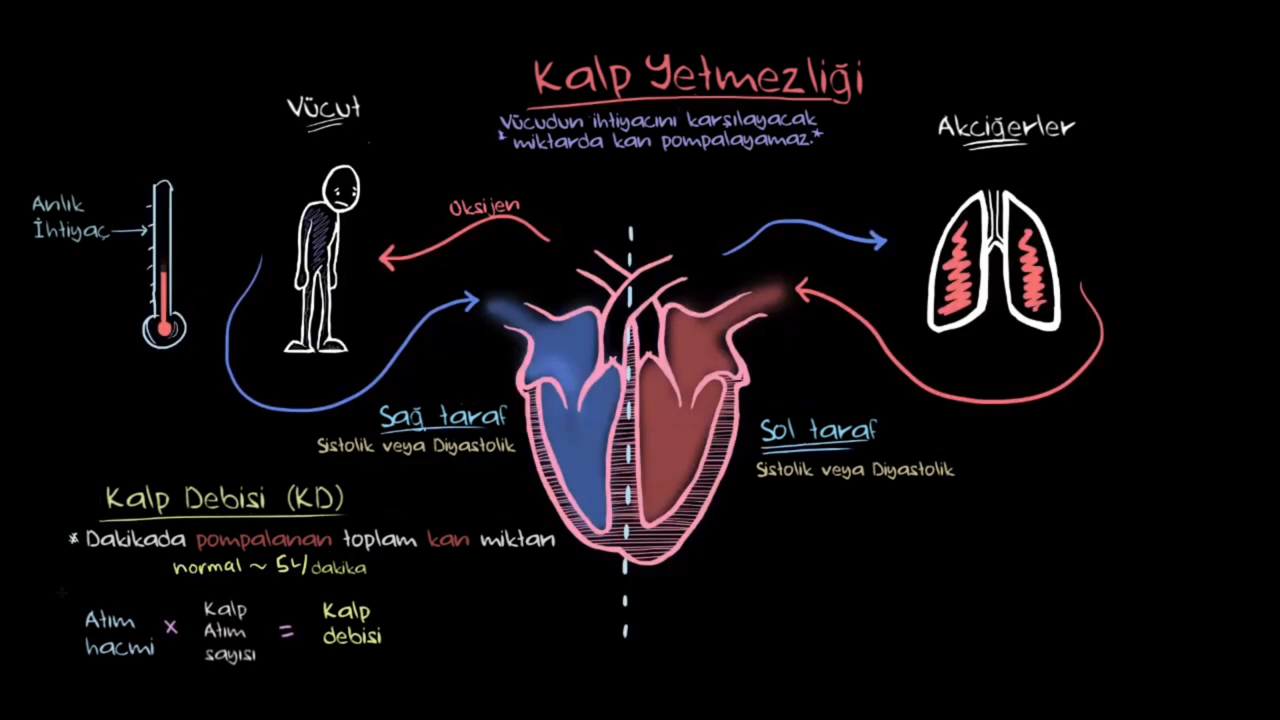 Kalp Yetmezliği
Vücudun ihtiyacını karşılayacak
* miktarda kan pompalayamaz.*
Vücut
Akciğerler
Anlık
İhtiyaç
Oksijen
Sağ taraf
Sistolik veya Diyastolik
Sol taraf
Sistolik veya Diyastolik
Kalp Debisi (KD)
* Dakikada pompalanan toplam kan miktarı
normal ~ 5L/dakika
Atım hacmi x Kalp Atım sayısı = Kalp debisi